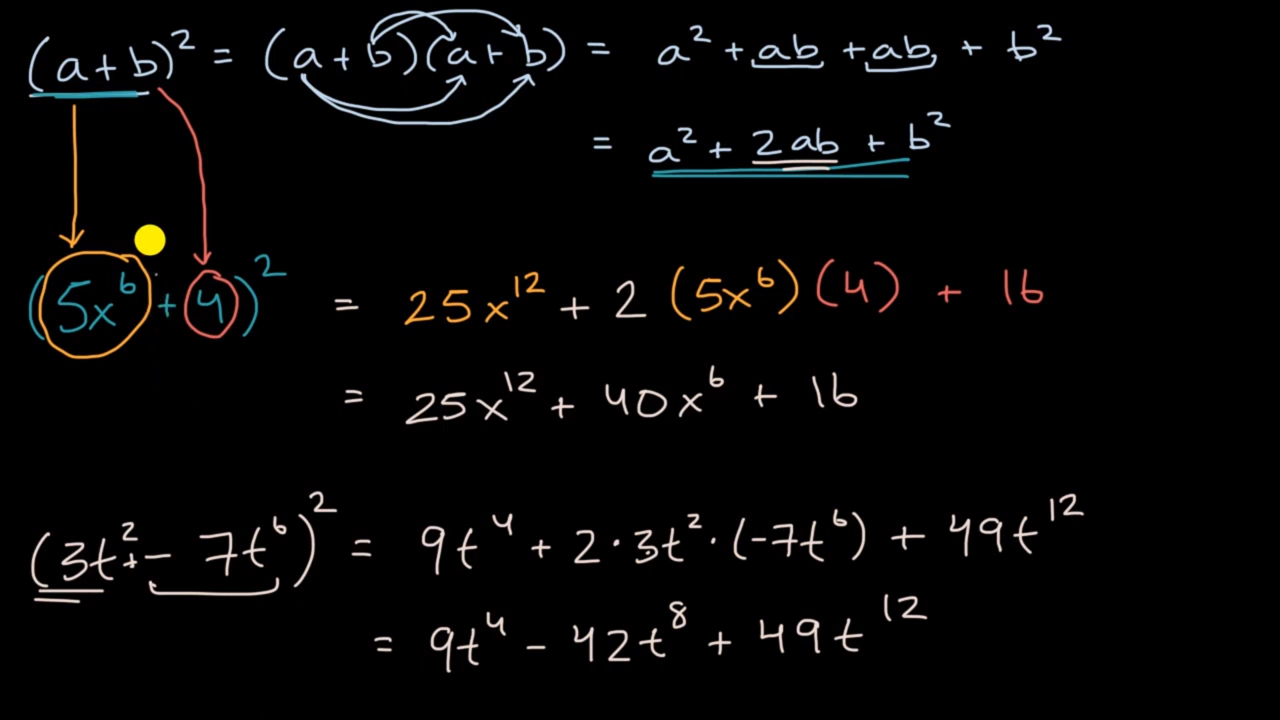 (a+b)² = (a+b)(a+b) = a² + ab + ab + b²
= a² + 2ab + b²
(5x⁶ + 4)² = 25x¹² + 2(5x⁶)(4) + 16
= 25x¹² + 40x⁶ + 16
(3t² + - 7t⁶)² = 9t⁴ + 2·3t²·(-7t⁶) + 49t¹²
= 9t⁴ - 42t⁸ + 49t¹²